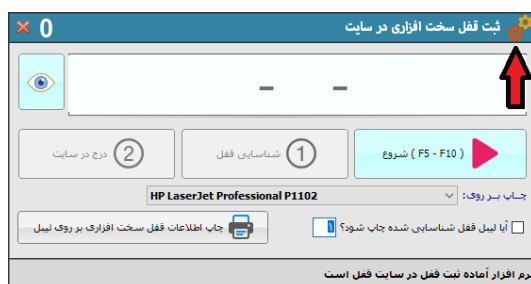 ثبت قفل سخت افزاری در سایت 0
– –
شروع ( F5 - F10 ) 1 شناسایی قفل 2 درج در سایت
چـاپ بـر روی: HP LaserJet Professional P1102
آیا لیبل قفل شناسایی شده چاپ شود؟ 1 چاپ اطلاعات قفل سخت افزاری بر روی لیبل
رم افزار آماده ثبت قفل در سایت قفل است